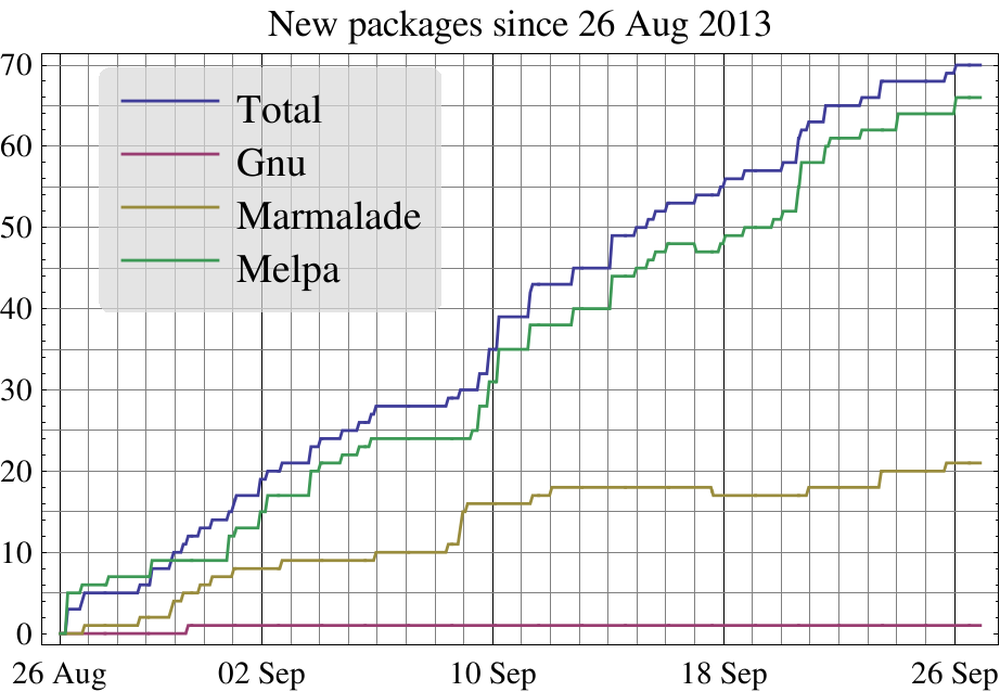 New packages since 26 Aug 2013
70
60
50
40
30
20
10
0
Total
Gnu
Marmalade
Melpa
26 Aug 02 Sep 10 Sep 18 Sep 26 Sep